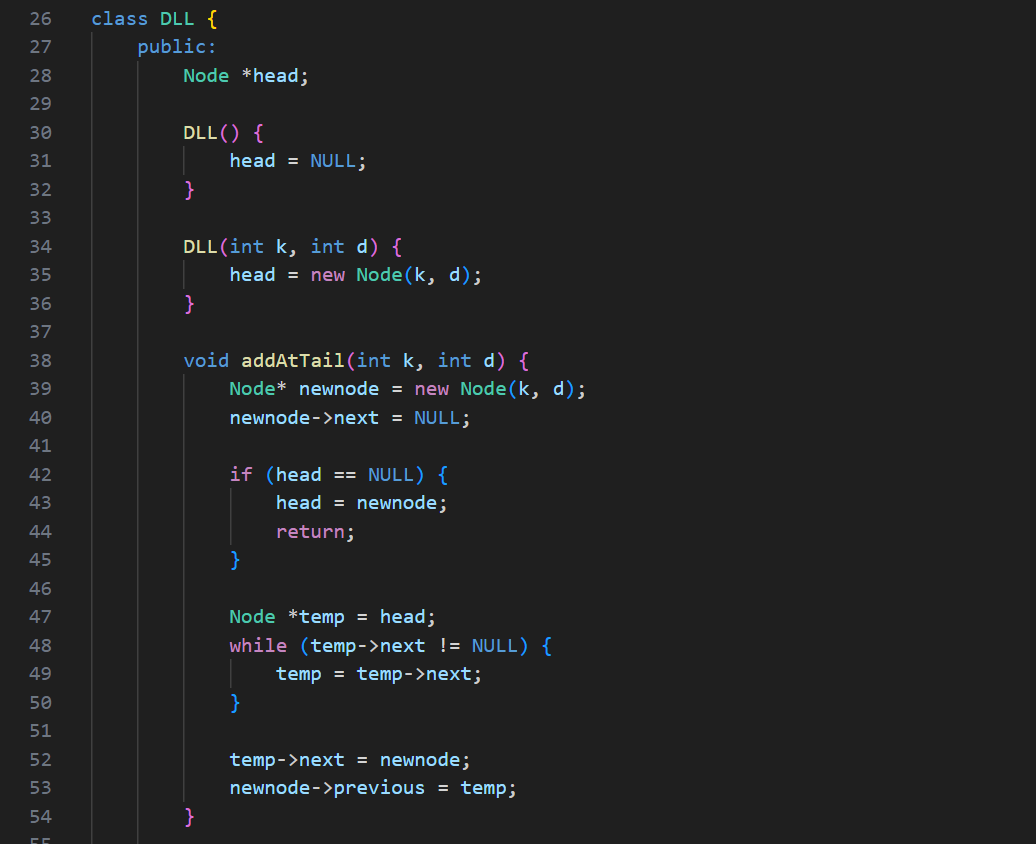 26 class DLL {
27     public:
28         Node *head;
29
30         DLL() {
31             head = NULL;
32         }
33
34         DLL(int k, int d) {
35             head = new Node(k, d);
36         }
37
38         void addAtTail(int k, int d) {
39             Node* newnode = new Node(k, d);
40             newnode->next = NULL;
41
42             if (head == NULL) {
43                 head = newnode;
44                 return;
45             }
46
47             Node *temp = head;
48             while (temp->next != NULL) {
49                 temp = temp->next;
50             }
51
52             temp->next = newnode;
53             newnode->previous = temp;
54         }
55